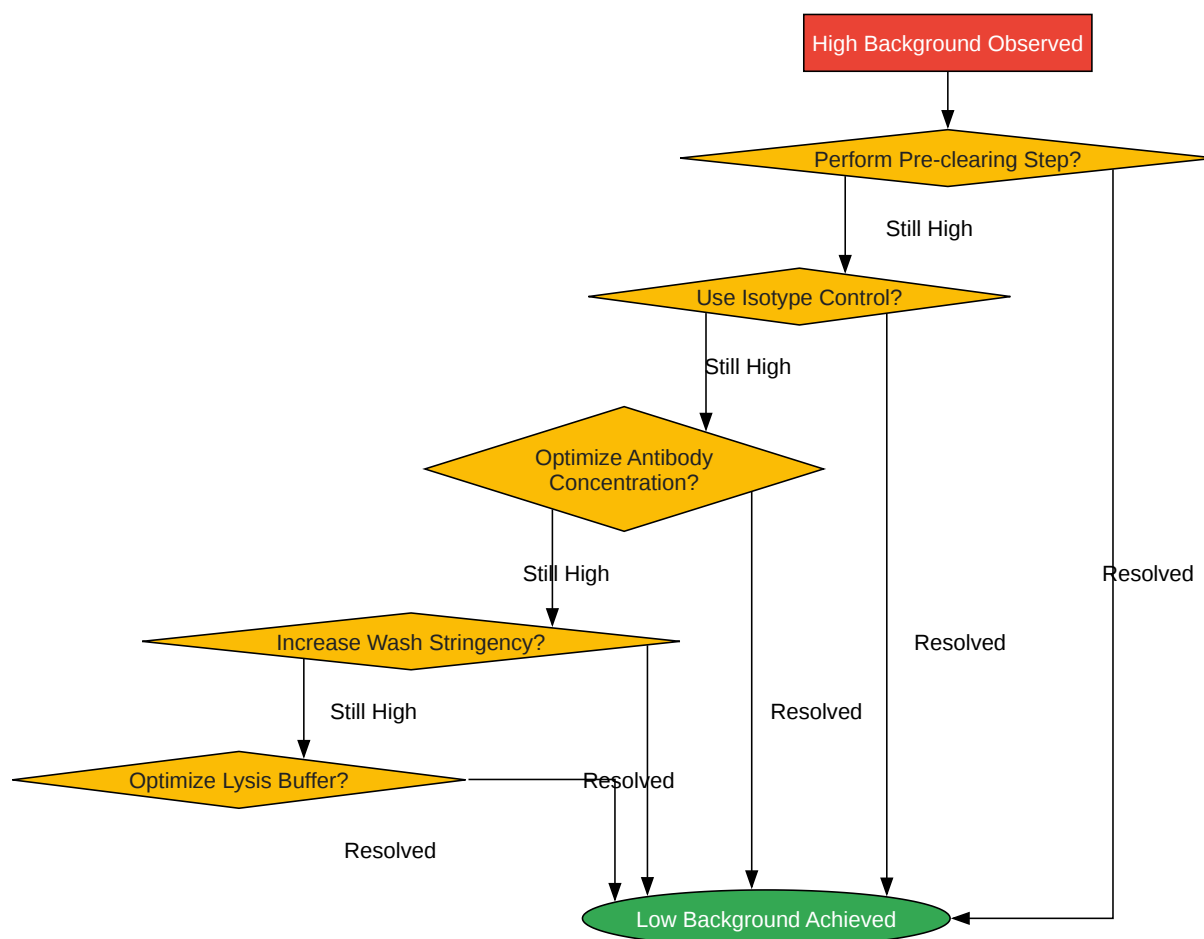 High Background Observed
Perform Pre-clearing Step?
Still High
Use Isotype Control?
Still High
Optimize Antibody
Concentration?
Still High
Resolved
Increase Wash Stringency?
Resolved
Still High
Resolved
Optimize Lysis Buffer?
Resolved
Resolved
Low Background Achieved